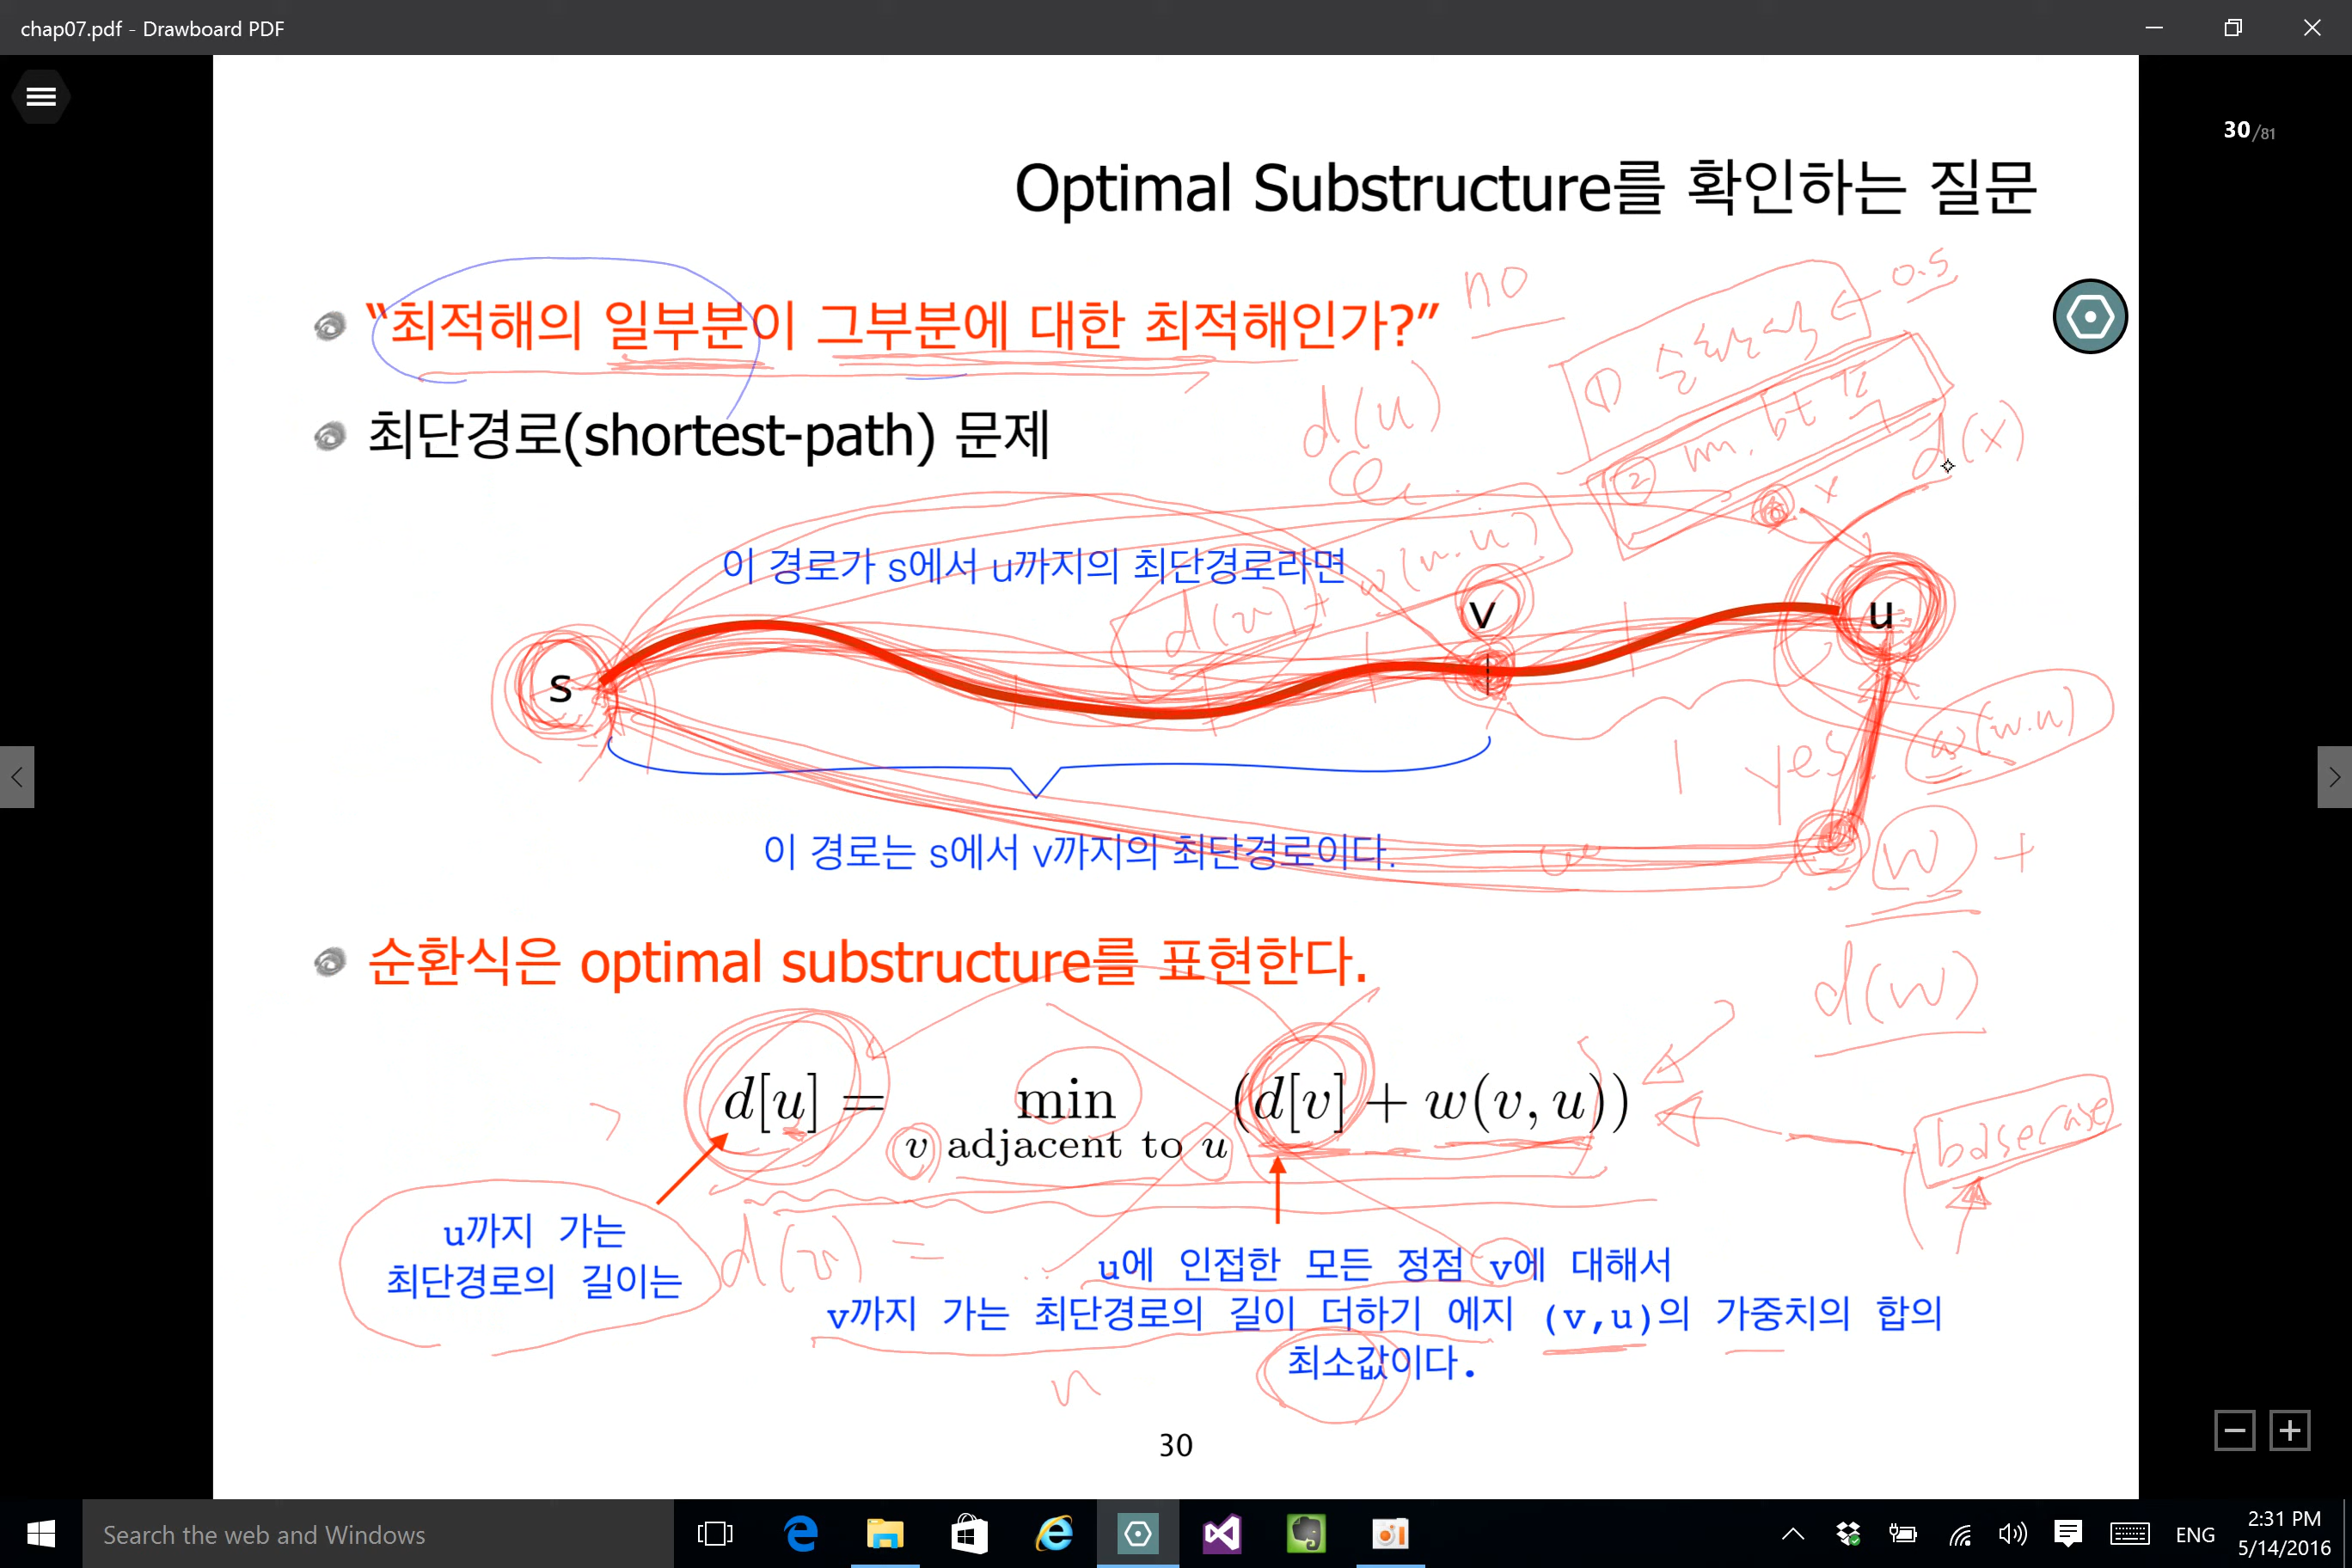 chap07.pdf - Drawboard PDF
30 /81
Optimal Substructure를 확인하는 질문
“최적해의 일부분이 그부분에 대한 최적해인가?”
no
0.5
① 순환식
d(u)
② m, bt
최단경로(shortest-path) 문제
d(x)
x
이 경로가 s에서 u까지의 최단경로라면
s
v
u
yes
이 경로는 s에서 v까지의 최단경로이다.
w +
순환식은 optimal substructure를 표현한다.
d(w)
d[u] = min (d[v] + w(v, u))
v adjacent to u
basecase
u까지 가는
최단경로의 길이는
d(v) =
u에 인접한 모든 정점 v에 대해서
v까지 가는 최단경로의 길이 더하기 에지 (v,u)의 가중치의 합의
최소값이다.
n
30
Search the web and Windows
ENG
2:31 PM
5/14/2016